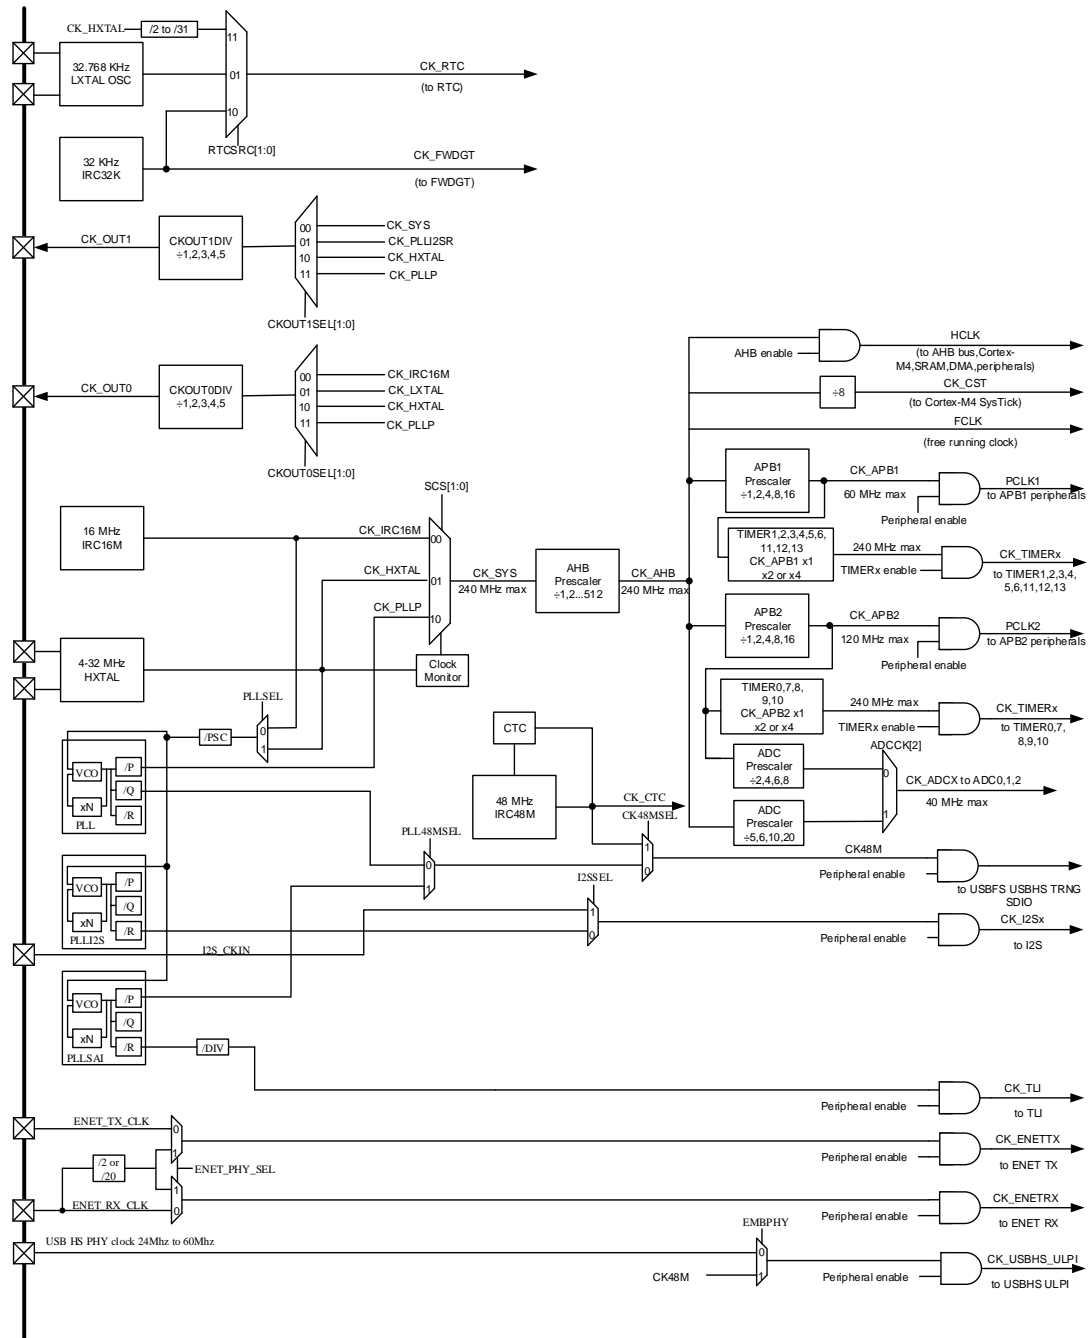 CK_HXTAL
/2 to /31
11
32.768 KHz
LXTAL OSC
01
CK_RTC
(to RTC)
10
RTCSRC[1:0]
32 KHz
IRC32K
CK_FWDGT
(to FWDGT)
CK_OUT1
CKOUT1DIV
÷1,2,3,4,5
00
01
10
11
CK_SYS
CK_PLLI2SR
CK_HXTAL
CK_PLLP
CKOUT1SEL[1:0]
CK_OUT0
CKOUT0DIV
÷1,2,3,4,5
00
01
10
11
CK_IRC16M
CK_LXTAL
CK_HXTAL
CK_PLLP
CKOUT0SEL[1:0]
AHB enable
HCLK
(to AHB bus,Cortex-
M4,SRAM,DMA,peripherals)
÷8
CK_CST
(to Cortex-M4 SysTick)
FCLK
(free running clock)
SCS[1:0]
16 MHz
IRC16M
CK_IRC16M
00
CK_HXTAL
01
CK_PLLP
10
CK_SYS
240 MHz max
AHB
Prescaler
÷1,2...512
CK_AHB
240 MHz max
APB1
Prescaler
÷1,2,4,8,16
CK_APB1
60 MHz max
Peripheral enable
PCLK1
to APB1 peripherals
TIMER1,2,3,4,5,6,
11,12,13
CK_APB1 x1
x2 or x4
240 MHz max
TIMERx enable
CK_TIMERx
to TIMER1,2,3,4,
5,6,11,12,13
APB2
Prescaler
÷1,2,4,8,16
CK_APB2
120 MHz max
Peripheral enable
PCLK2
to APB2 peripherals
4-32 MHz
HXTAL
Clock
Monitor
TIMER0,7,8,
9,10
CK_APB2 x1
x2 or x4
240 MHz max
TIMERx enable
CK_TIMERx
to TIMER0,7,
8,9,10
PLLSEL
0
1
/PSC
CTC
48 MHz
IRC48M
CK_CTC
ADC
Prescaler
÷2,4,6,8
ADCCK[2]
0
1
CK_ADCX to ADC0,1,2
40 MHz max
ADC
Prescaler
÷5,6,10,20
VCO
xN
/P
/Q
/R
PLL
PLL48MSEL
0
1
CK48MSEL
1
0
CK48M
Peripheral enable
to USBFS USBHS TRNG
SDIO
VCO
xN
/P
/Q
/R
PLLI2S
I2SSEL
1
0
Peripheral enable
CK_I2Sx
to I2S
I2S_CKIN
VCO
xN
/P
/Q
/R
PLLSAI
/DIV
Peripheral enable
CK_TLI
to TLI
ENET_TX_CLK
0
1
/2 or
/20
ENET_PHY_SEL
Peripheral enable
CK_ENETTX
to ENET TX
ENET_RX_CLK
1
0
Peripheral enable
CK_ENETRX
to ENET RX
USB HS PHY clock 24Mhz to 60Mhz
EMBPHY
0
1
CK48M
Peripheral enable
CK_USBHS_ULPI
to USBHS ULPI